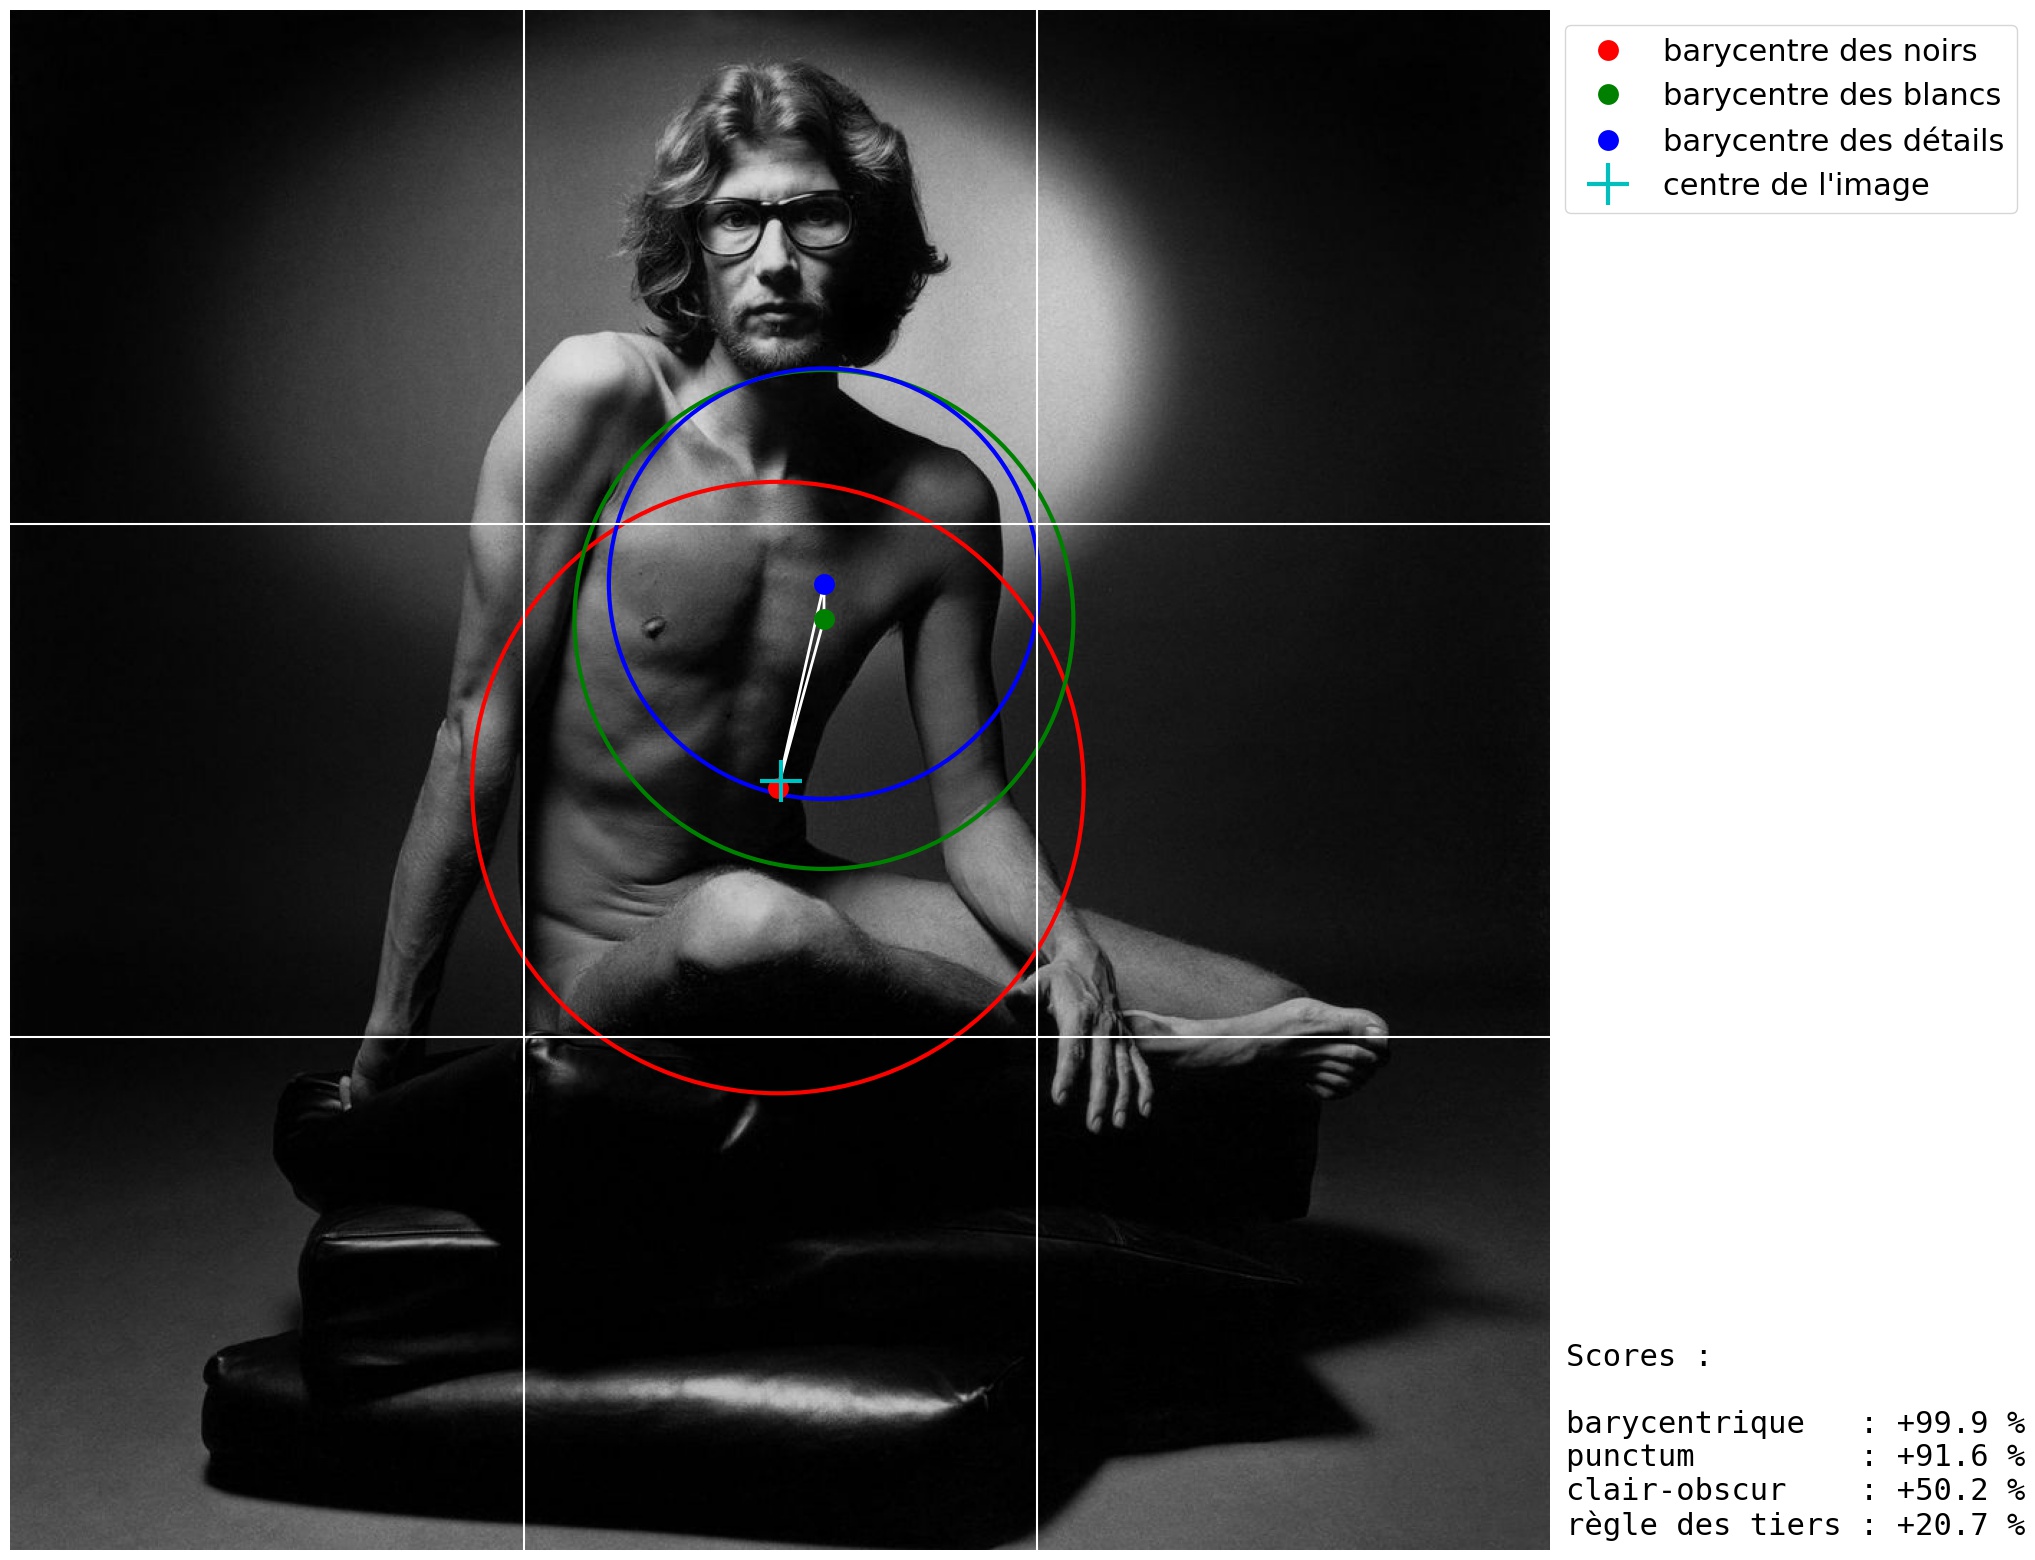 barycentre des noirs
barycentre des blancs
barycentre des détails
centre de l'image
Scores :
barycentrique : +99.9 %
punctum : +91.6 %
clair-obscur : +50.2 %
règle des tiers : +20.7 %